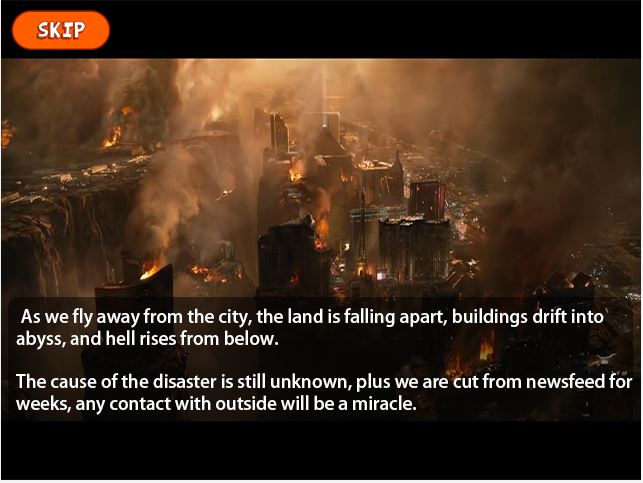 SKIP
As we fly away from the city, the land is falling apart, buildings drift into
abyss, and hell rises from below.
The cause of the disaster is still unknown, plus we are cut from newsfeed for
weeks, any contact with outside will be a miracle.